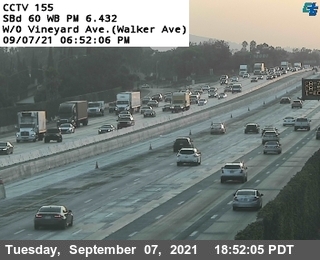 CCTV 155
SBd 60 WB PM 6.432
W/O Vineyard Ave.(Walker Ave)
09/07/21 06:52:06 PM
Tuesday, September 07, 2021 18:52:05 PDT